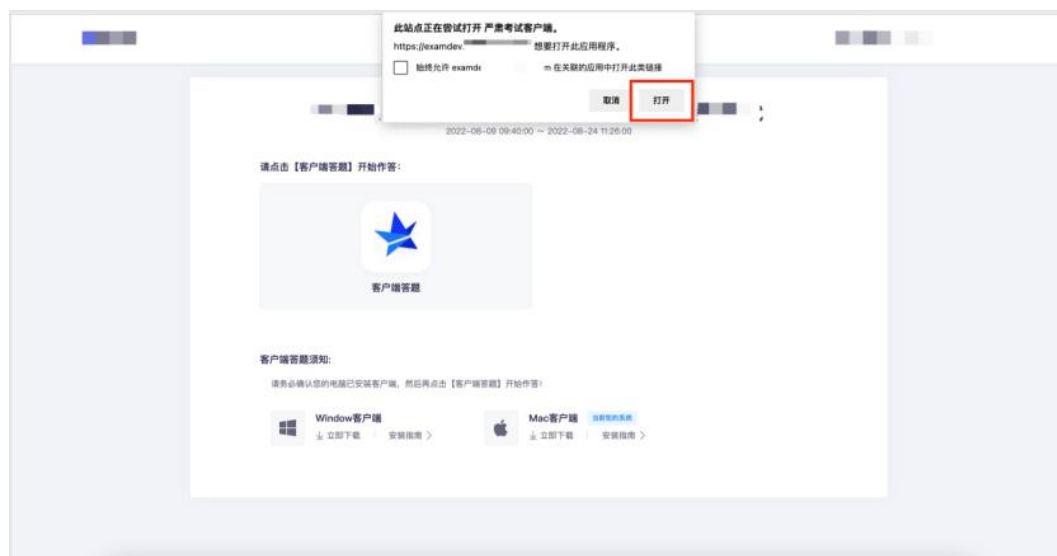 此站点正在尝试打开 严肃考试客户端。
https://examdev. 想要打开此应用程序。
始终允许 examde m 在关联的应用中打开此类链接
取消 打开
2022-08-09 09:40:00 ~ 2022-08-24 11:26:00
请点击【客户端答题】开始作答:
客户端答题
客户端答题须知:
请务必确认您的电脑已安装客户端,然后再点击【客户端答题】开始作答!
Window客户端
立即下载 安装指南 >
Mac客户端 当前您的系统
立即下载 安装指南 >